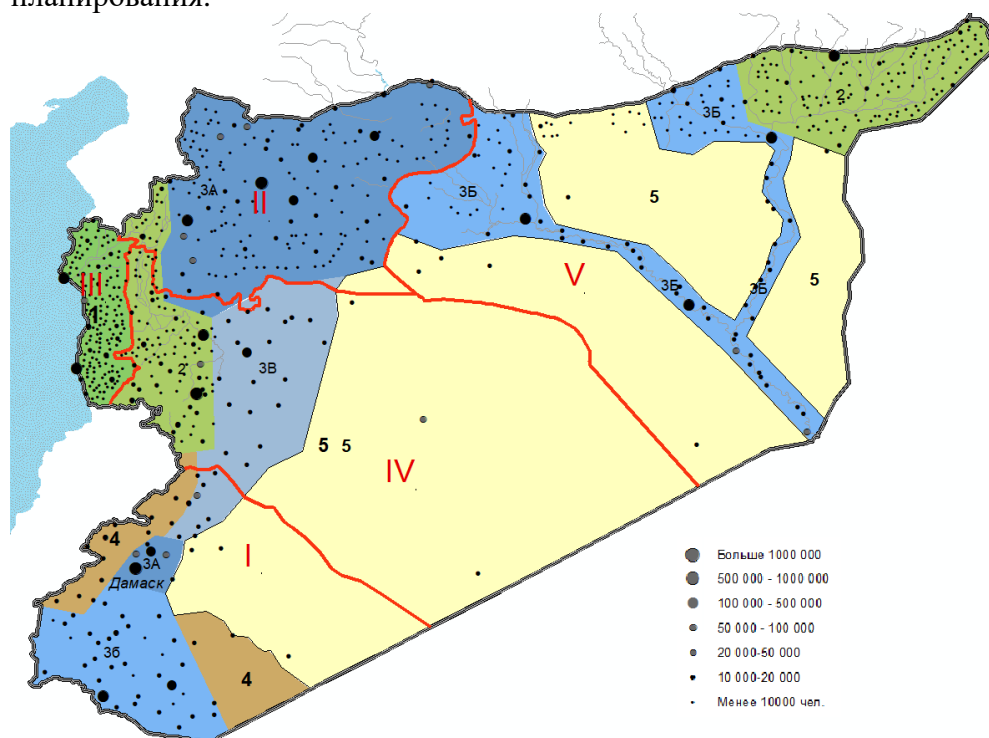 планирования.
2
3Б
3Б
3А
II
5
3Б
V
5
III
1
3Б
3Б
2
3В
5 5
IV
4
I
3А
Дамаск
3б
4
Больше 1000 000
500 000 - 1000 000
100 000 - 500 000
50 000 - 100 000
20 000-50 000
10 000-20 000
Менее 10000 чел.